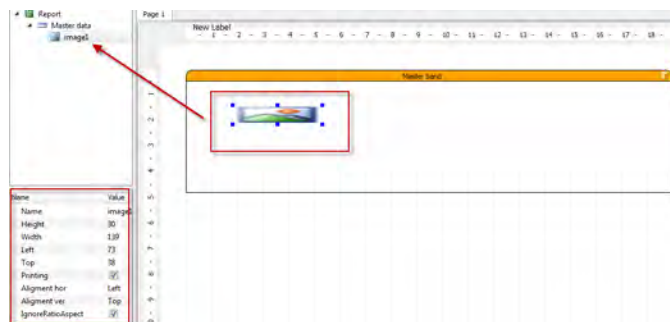 Report
Master data
image1
Page 1
New Label
1 2 3 4 5 6 7 8 9 10 11 12 13 14 15 16 17 18
Master band
Name Value
Name image1
Height 30
Width 139
Left 73
Top 38
Printing
Aligment hor Left
Aligment ver Top
IgnoreRatioAspect